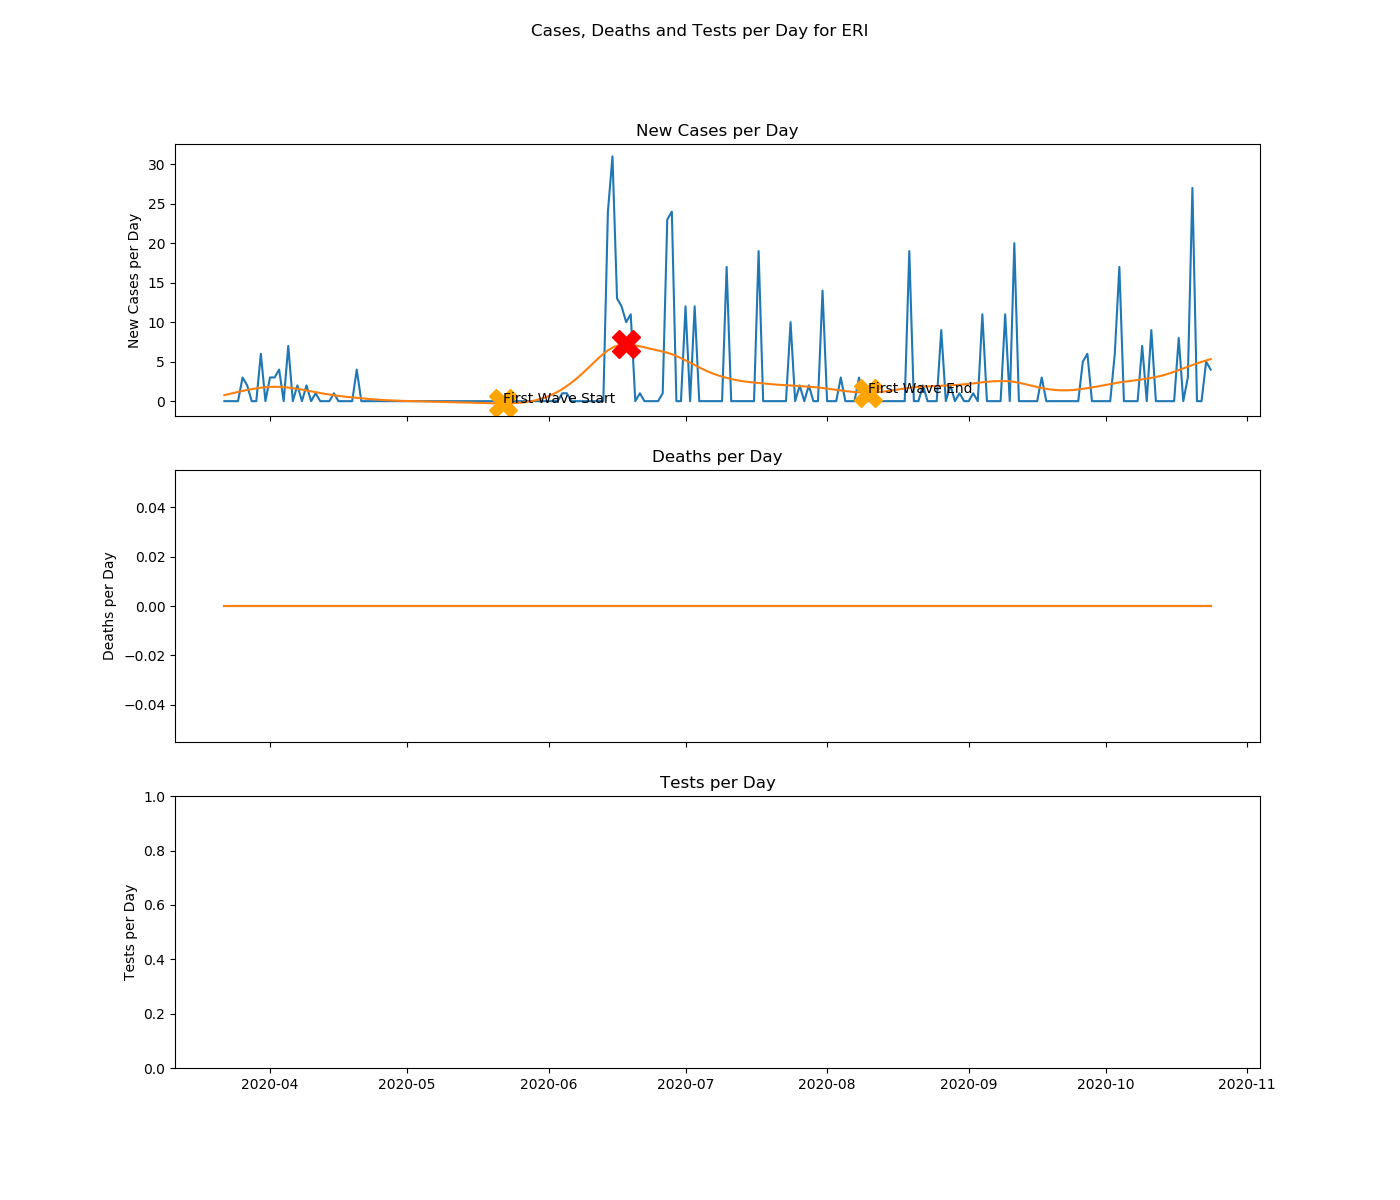 Cases, Deaths and Tests per Day for ERI
New Cases per Day
New Cases per Day
30
25
20
15
10
5
0
First Wave Start
First Wave End
Deaths per Day
Deaths per Day
0.04
0.02
0.00
−0.02
−0.04
Tests per Day
Tests per Day
1.0
0.8
0.6
0.4
0.2
0.0
2020-04 2020-05 2020-06 2020-07 2020-08 2020-09 2020-10 2020-11